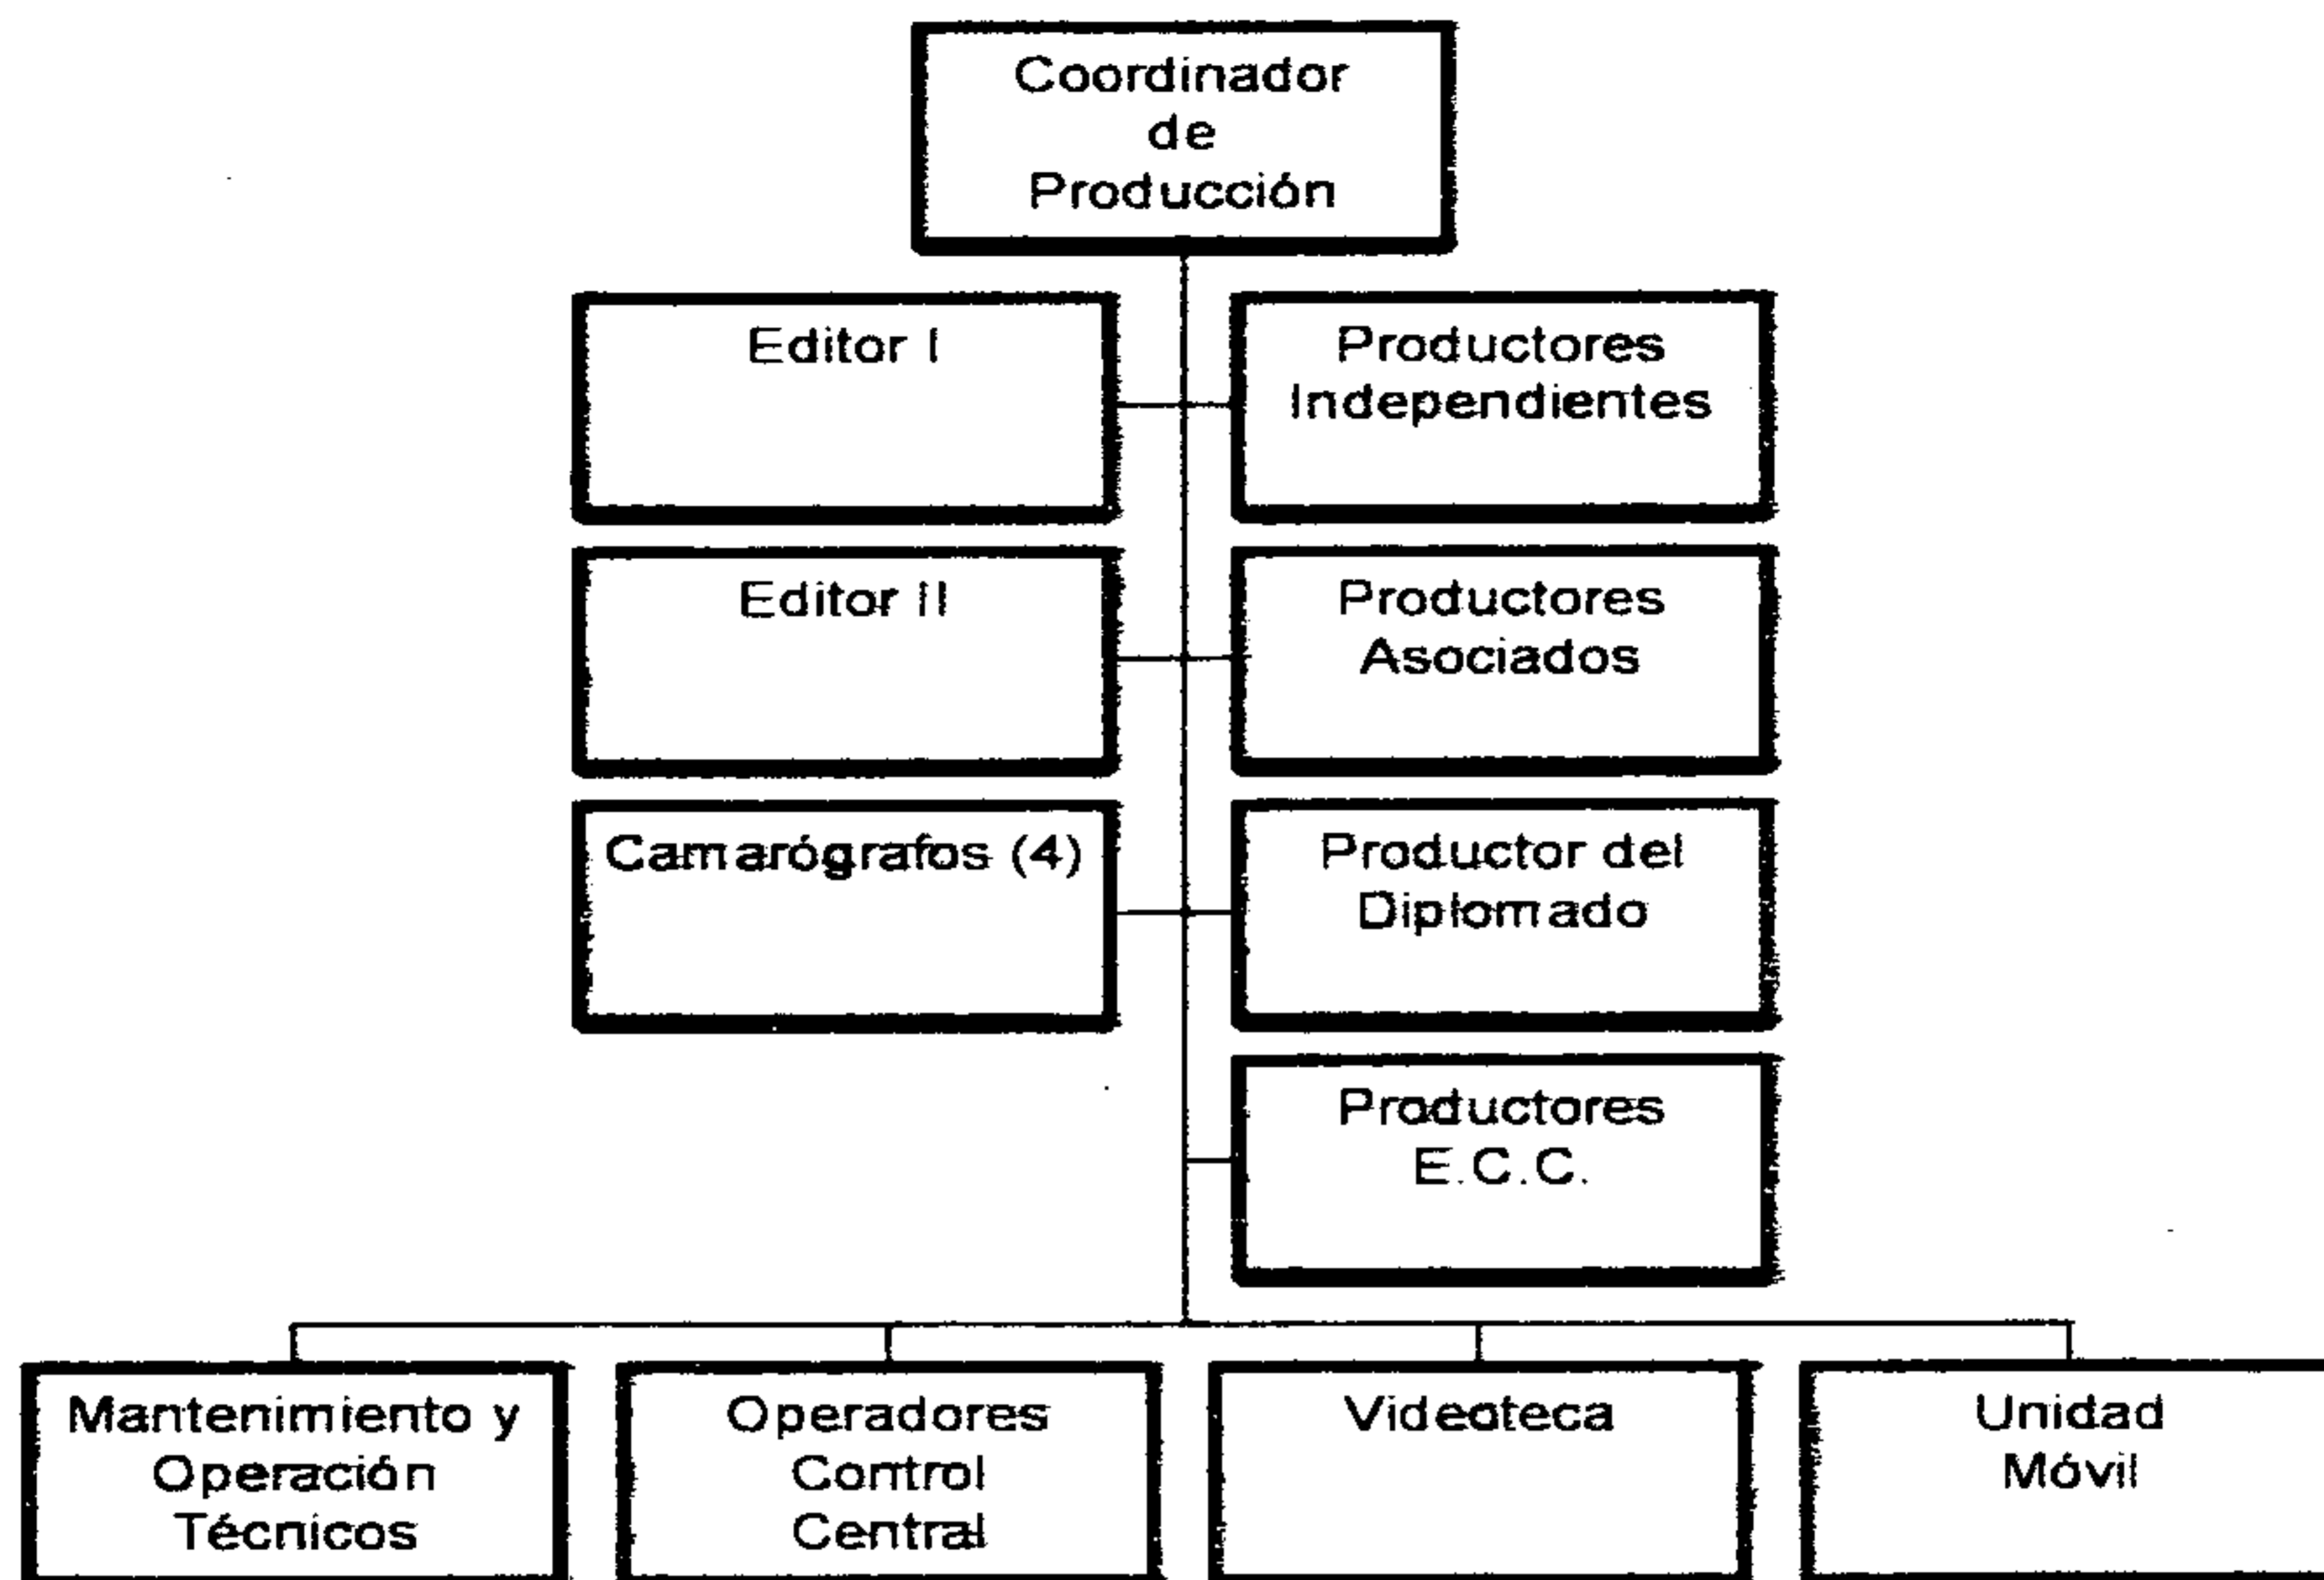 Coordinador
de
Producción
Editor I
Productores
Independientes
Editor II
Productores
Asociados
Camarógrafos (4)
Productor del
Diplomado
Productores
E.C.C.
Mantenimiento y
Operación
Técnicos
Operadores
Control
Central
Videoteca
Unidad
Móvil